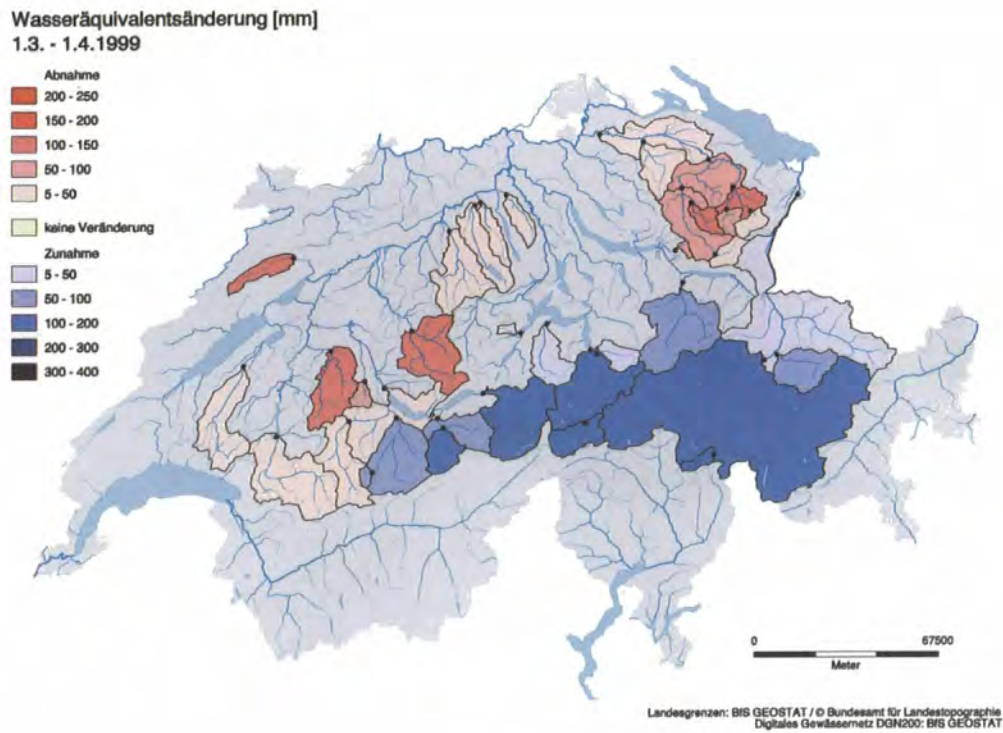 Wasseräquivalentsänderung [mm]
1.3. - 1.4.1999
Abnahme
200 - 250
150 - 200
100 - 150
50 - 100
5 - 50
keine Veränderung
Zunahme
5 - 50
50 - 100
100 - 200
200 - 300
300 - 400
0 67500
Meter
Landesgrenzen: BfS GEOSTAT / © Bundesamt für Landestopographie
Digitales Gewässernetz DGN200: BfS GEOSTAT